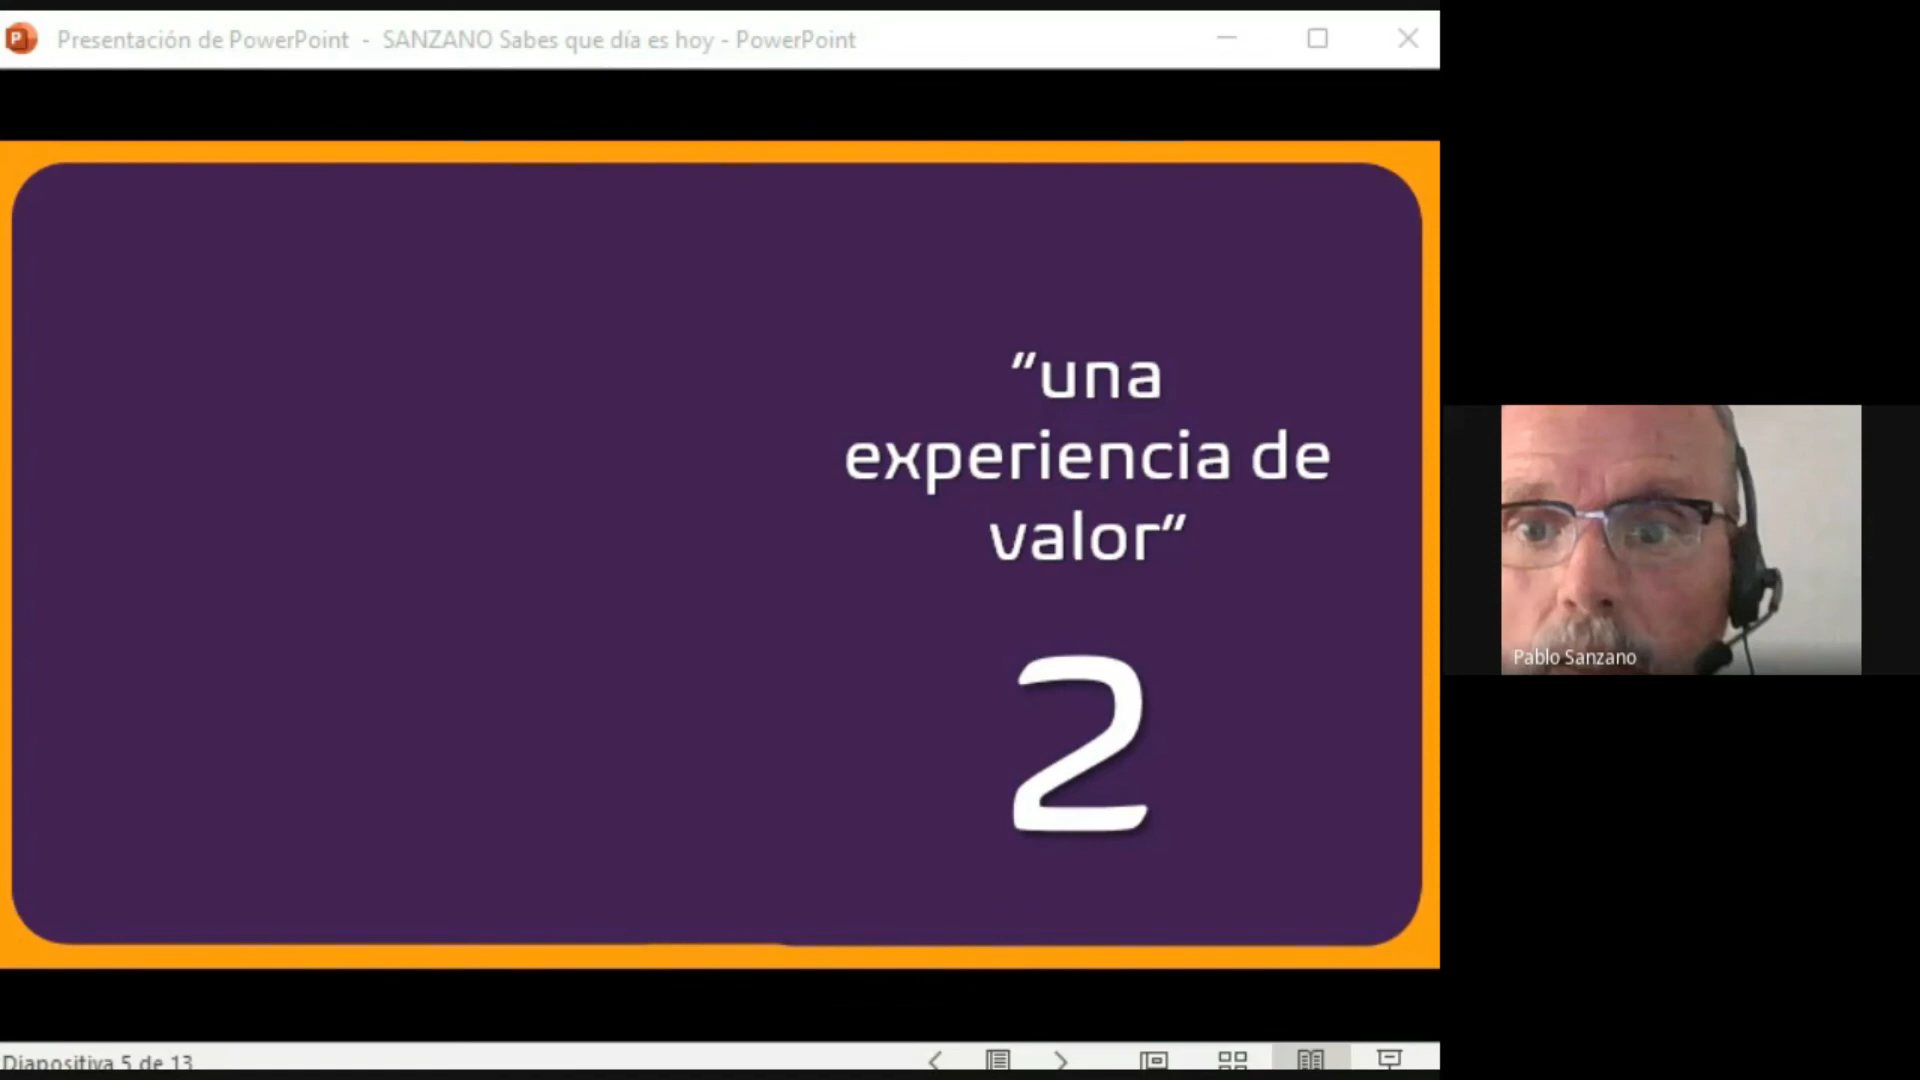 Presentación de PowerPoint - SANZANO Sabes que día es hoy - PowerPoint
"una
experiencia de
valor"
2
Pablo Sanzano
Diapositiva 5 de 13